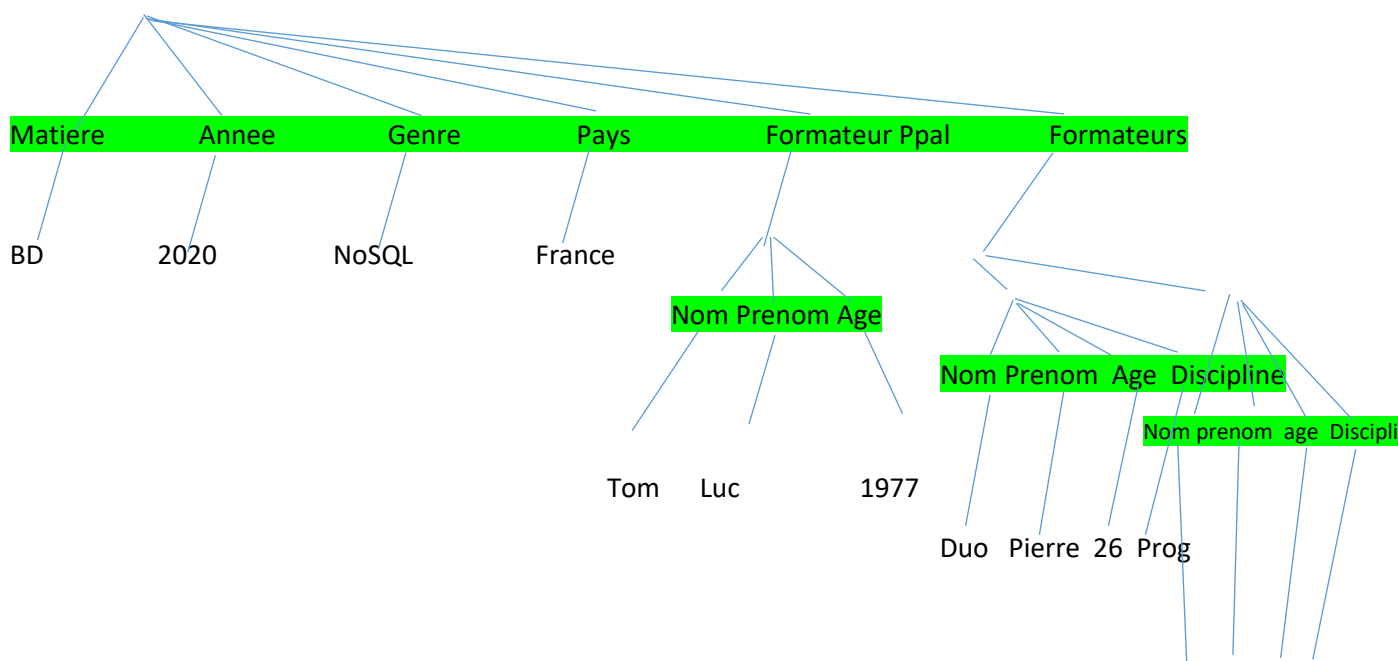 Matiere Annee Genre Pays Formateur Ppal Formateurs
BD 2020 NoSQL France
Nom Prenom Age
Nom Prenom Age Discipline
Nom prenom age Discipli
Tom Luc 1977
Duo Pierre 26 Prog